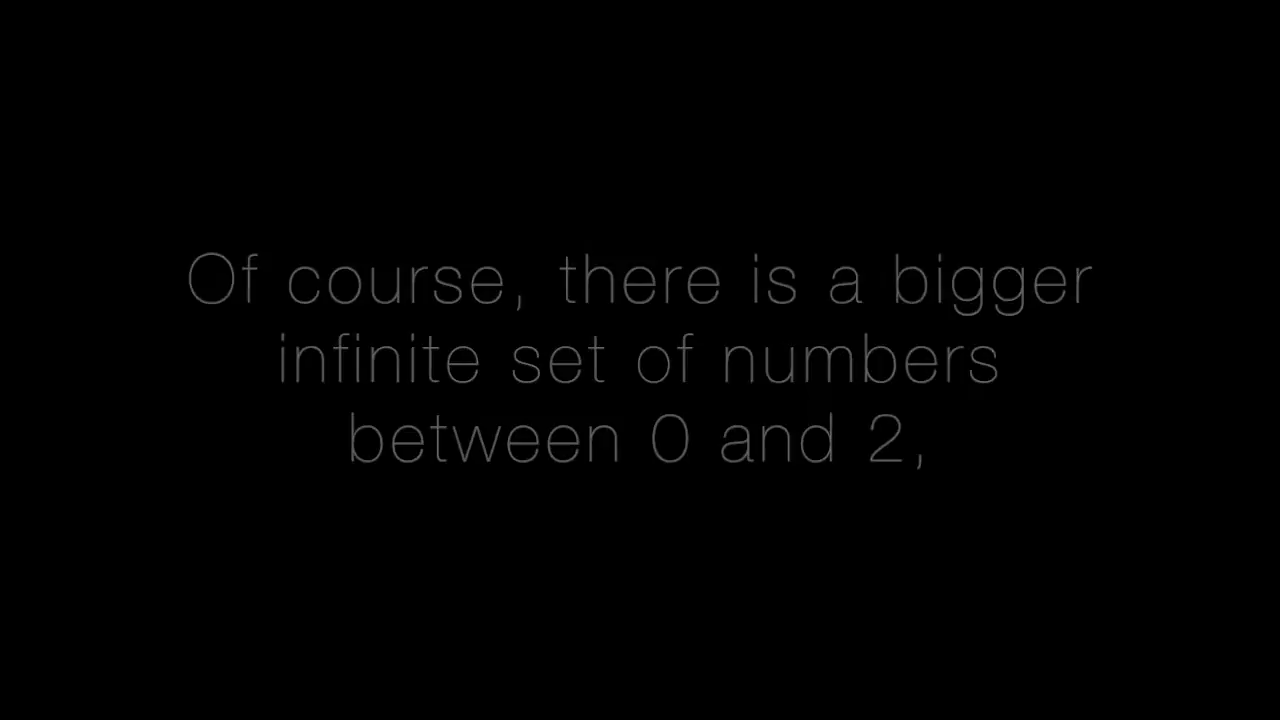 Of course, there is a bigger
infinite set of numbers
between 0 and 2,